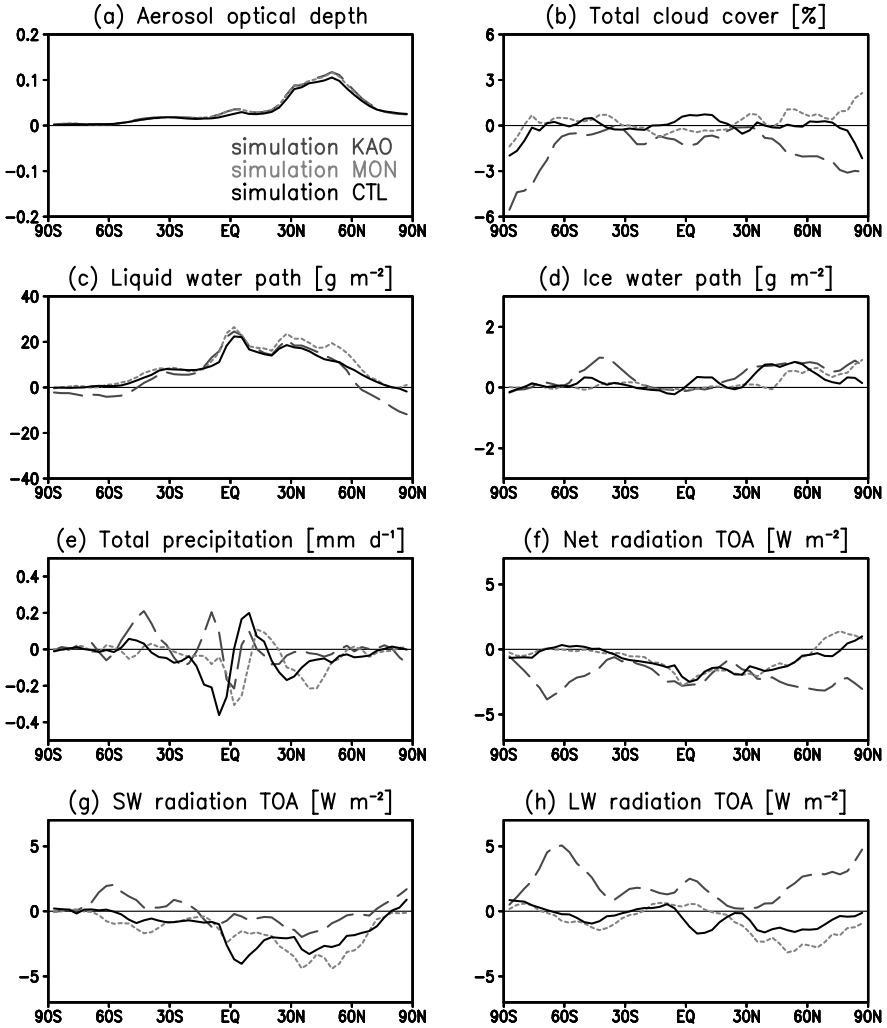 (a) Aerosol optical depth
0.2
0.1
0
−0.1
−0.2
simulation KAO
simulation MON
simulation CTL
90S 60S 30S EQ 30N 60N 90N
(b) Total cloud cover [%]
6
3
0
−3
−6
90S 60S 30S EQ 30N 60N 90N
(c) Liquid water path [g m⁻²]
40
20
0
−20
−40
90S 60S 30S EQ 30N 60N 90N
(d) Ice water path [g m⁻²]
2
0
−2
90S 60S 30S EQ 30N 60N 90N
(e) Total precipitation [mm d⁻¹]
0.4
0.2
0
−0.2
−0.4
90S 60S 30S EQ 30N 60N 90N
(f) Net radiation TOA [W m⁻²]
5
0
−5
90S 60S 30S EQ 30N 60N 90N
(g) SW radiation TOA [W m⁻²]
5
0
−5
90S 60S 30S EQ 30N 60N 90N
(h) LW radiation TOA [W m⁻²]
5
0
−5
90S 60S 30S EQ 30N 60N 90N